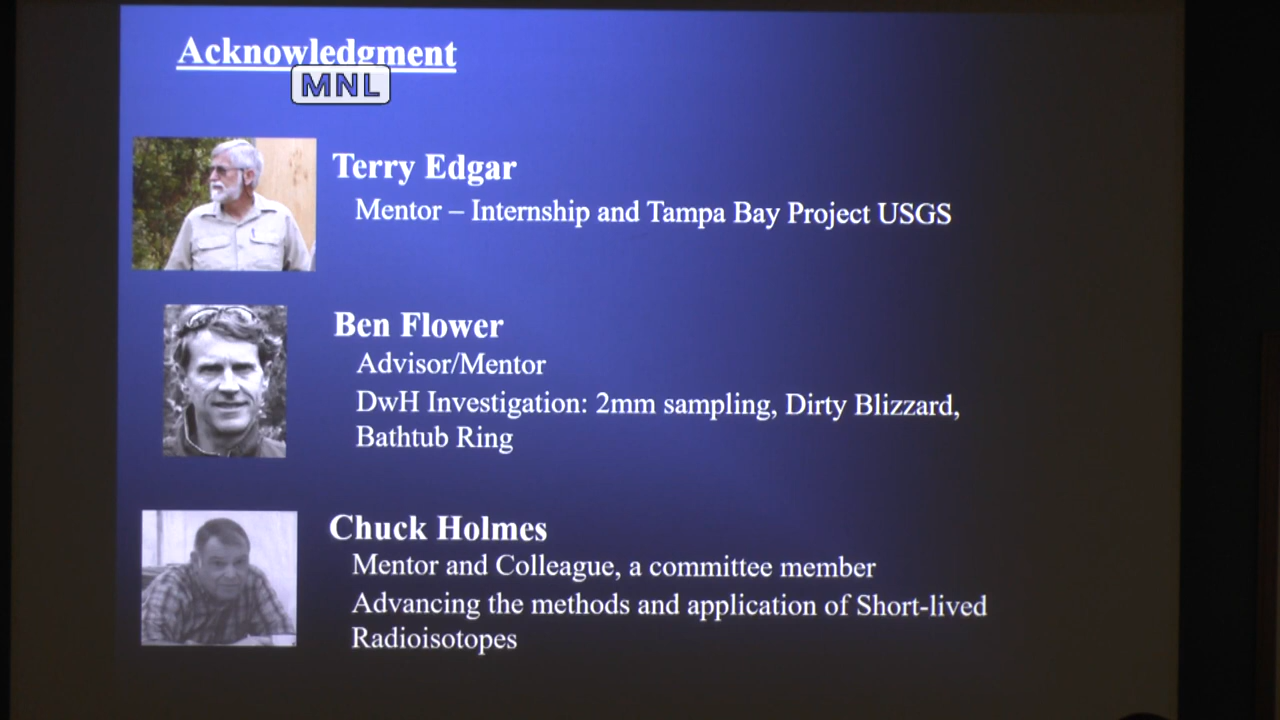 Acknowledgment
MNL
Terry Edgar
Mentor – Internship and Tampa Bay Project USGS
Ben Flower
Advisor/Mentor
DwH Investigation: 2mm sampling, Dirty Blizzard,
Bathtub Ring
Chuck Holmes
Mentor and Colleague, a committee member
Advancing the methods and application of Short-lived
Radioisotopes